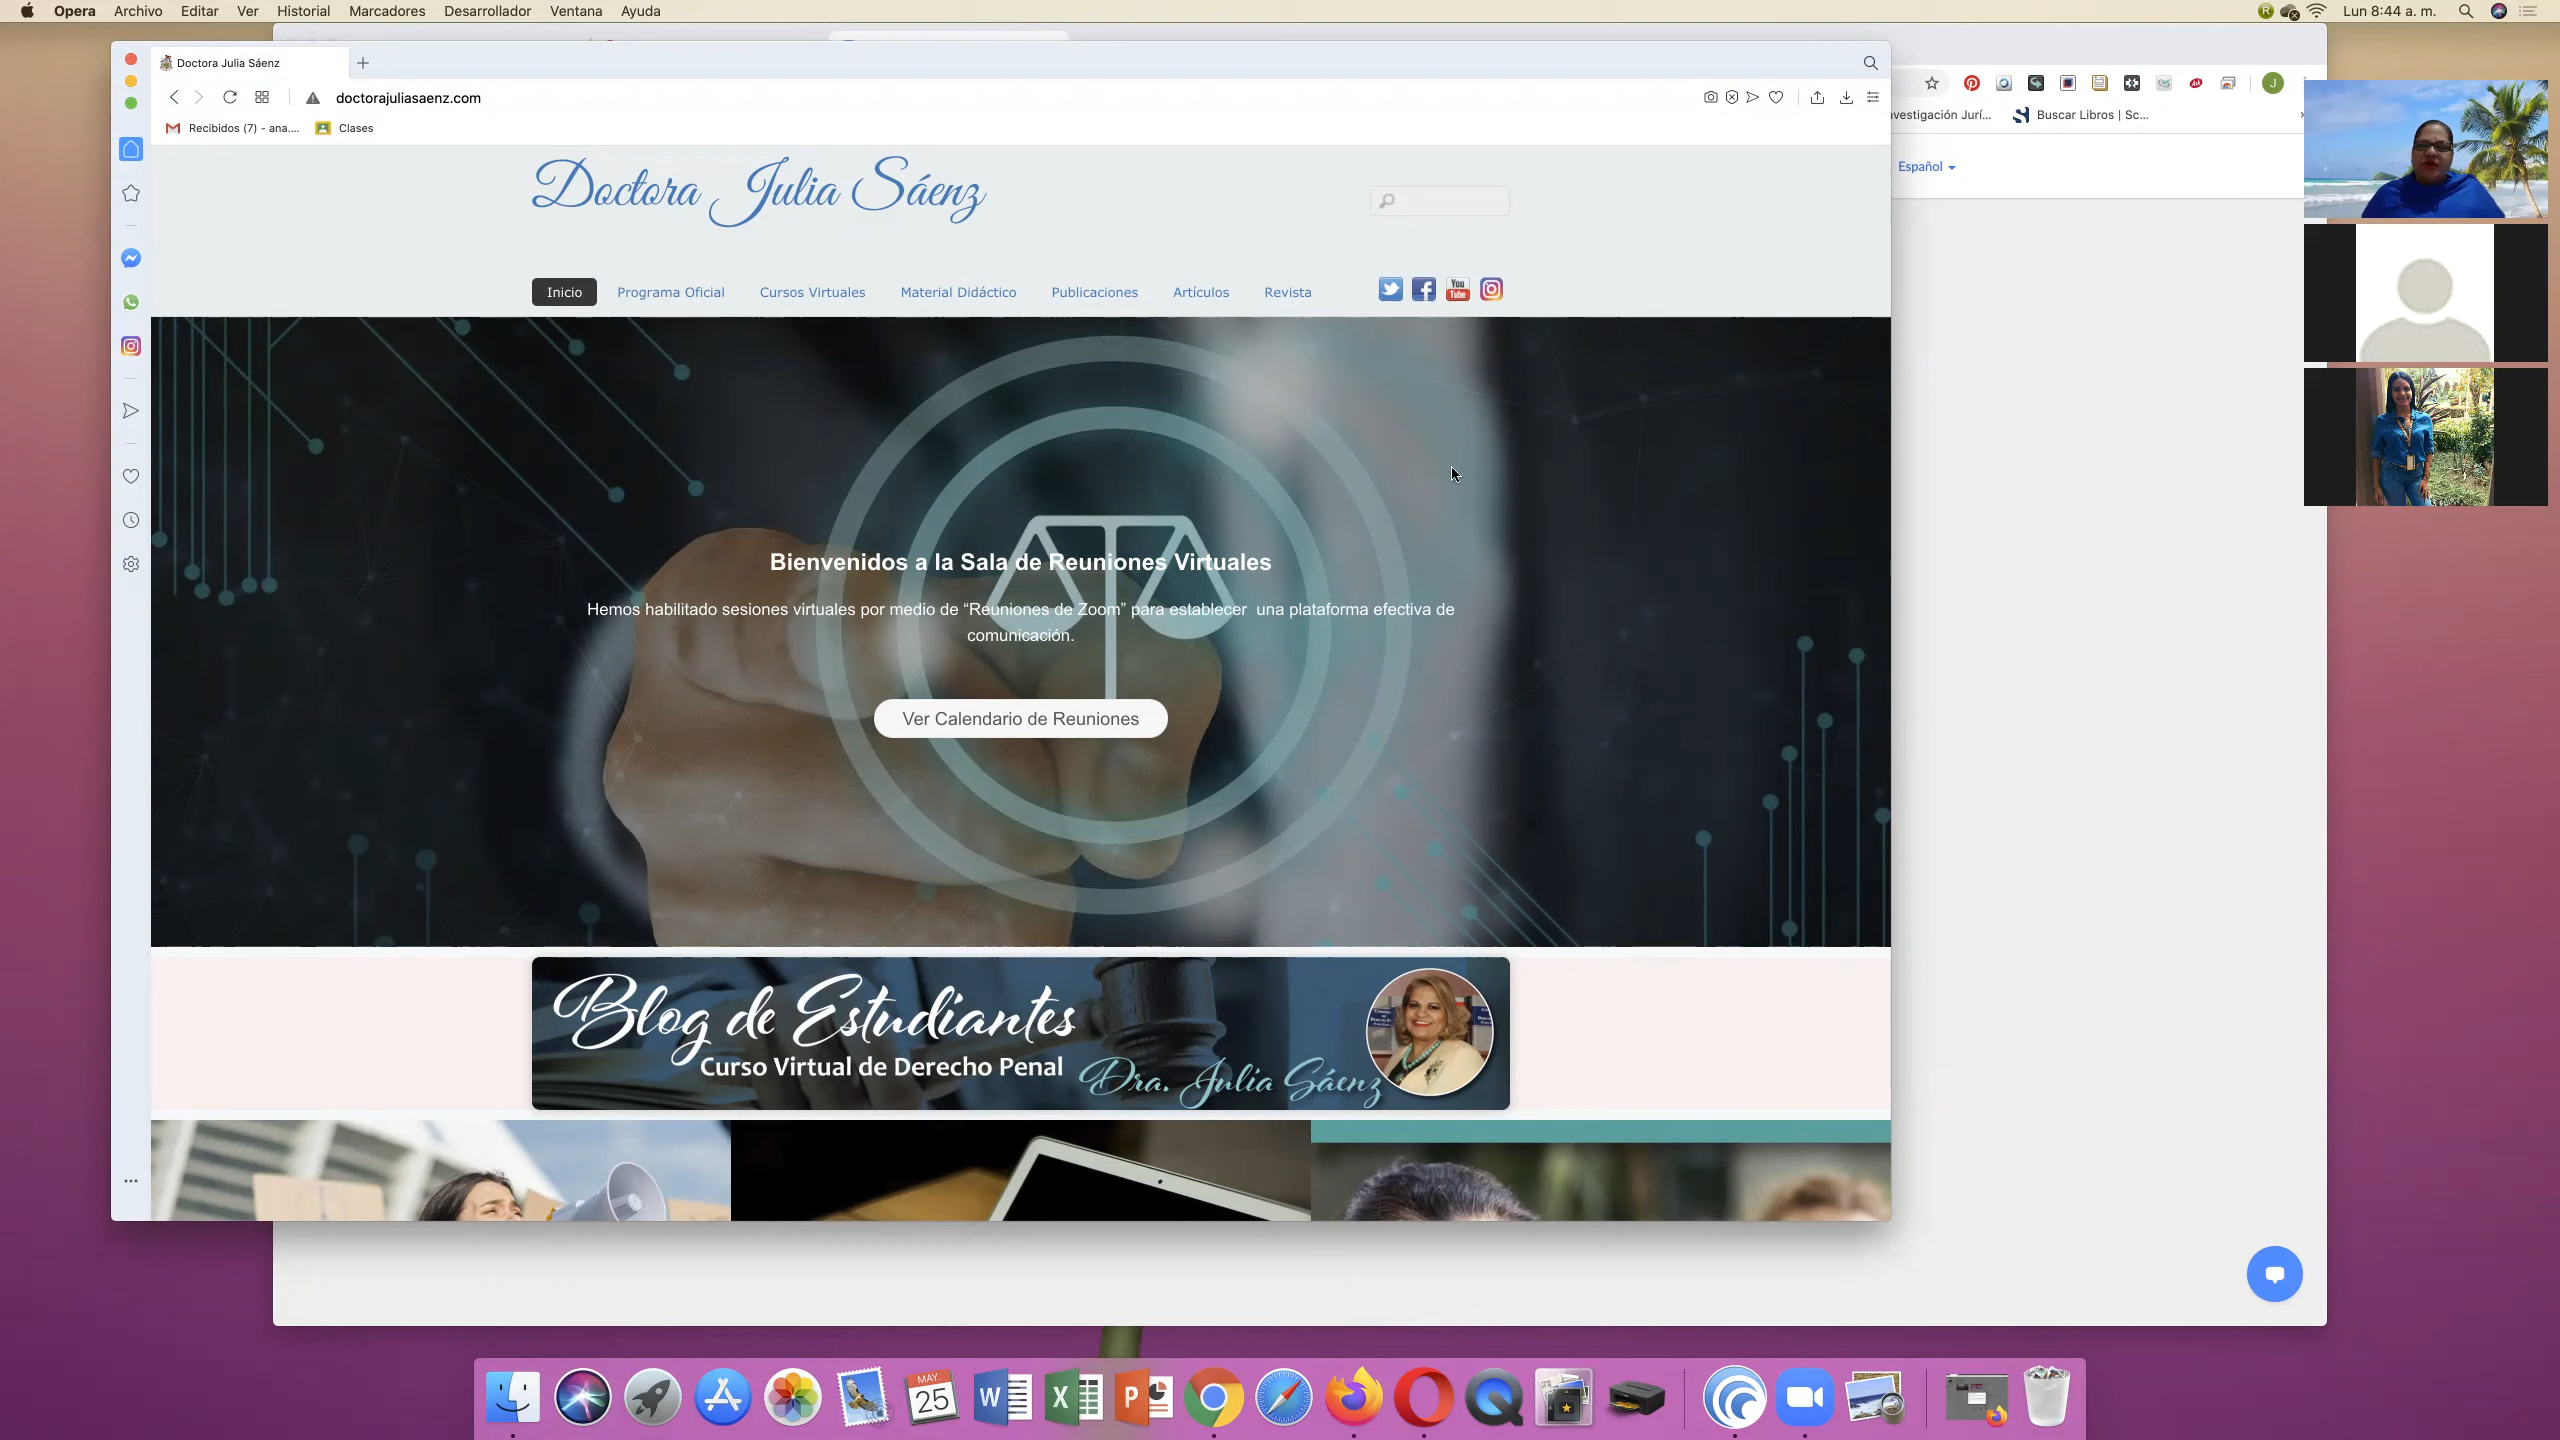 Opera Archivo Editar Ver Historial Marcadores Desarrollador Ventana Ayuda
R
Lun 8:44 a. m.
Doctora Julia Sáenz
doctorajuliasaenz.com
J
Recibidos (7) - ana....
Clases
vestigación Jurí...
Buscar Libros | Sc...
Español
Doctora Julia Sáenz
Inicio Programa Oficial Cursos Virtuales Material Didáctico Publicaciones Artículos Revista
You
Tube
Bienvenidos a la Sala de Reuniones Virtuales
Hemos habilitado sesiones virtuales por medio de “Reuniones de Zoom” para establecer una plataforma efectiva de
comunicación.
Ver Calendario de Reuniones
Blog de Estudiantes
Curso Virtual de Derecho Penal
Dra. Julia Sáenz
MAY.
25
W
X
P